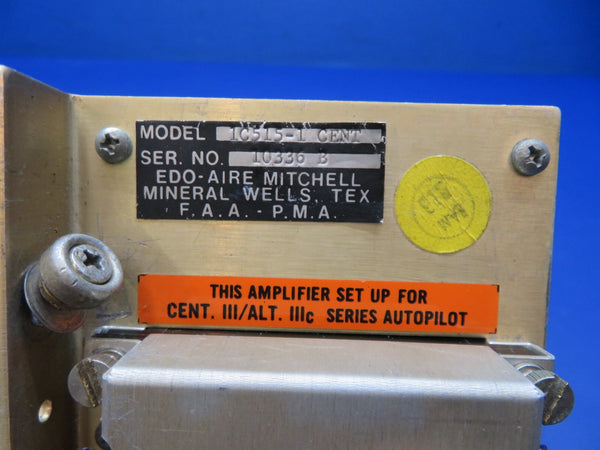 MODEL 1C515-1 CENT
SER. NO. 10336 B
EDO-AIRE MITCHELL
MINERAL WELLS, TEX
F.A.A. - P.M.A.
THIS AMPLIFIER SET UP FOR
CENT. III/ALT. IIIc SERIES AUTOPILOT